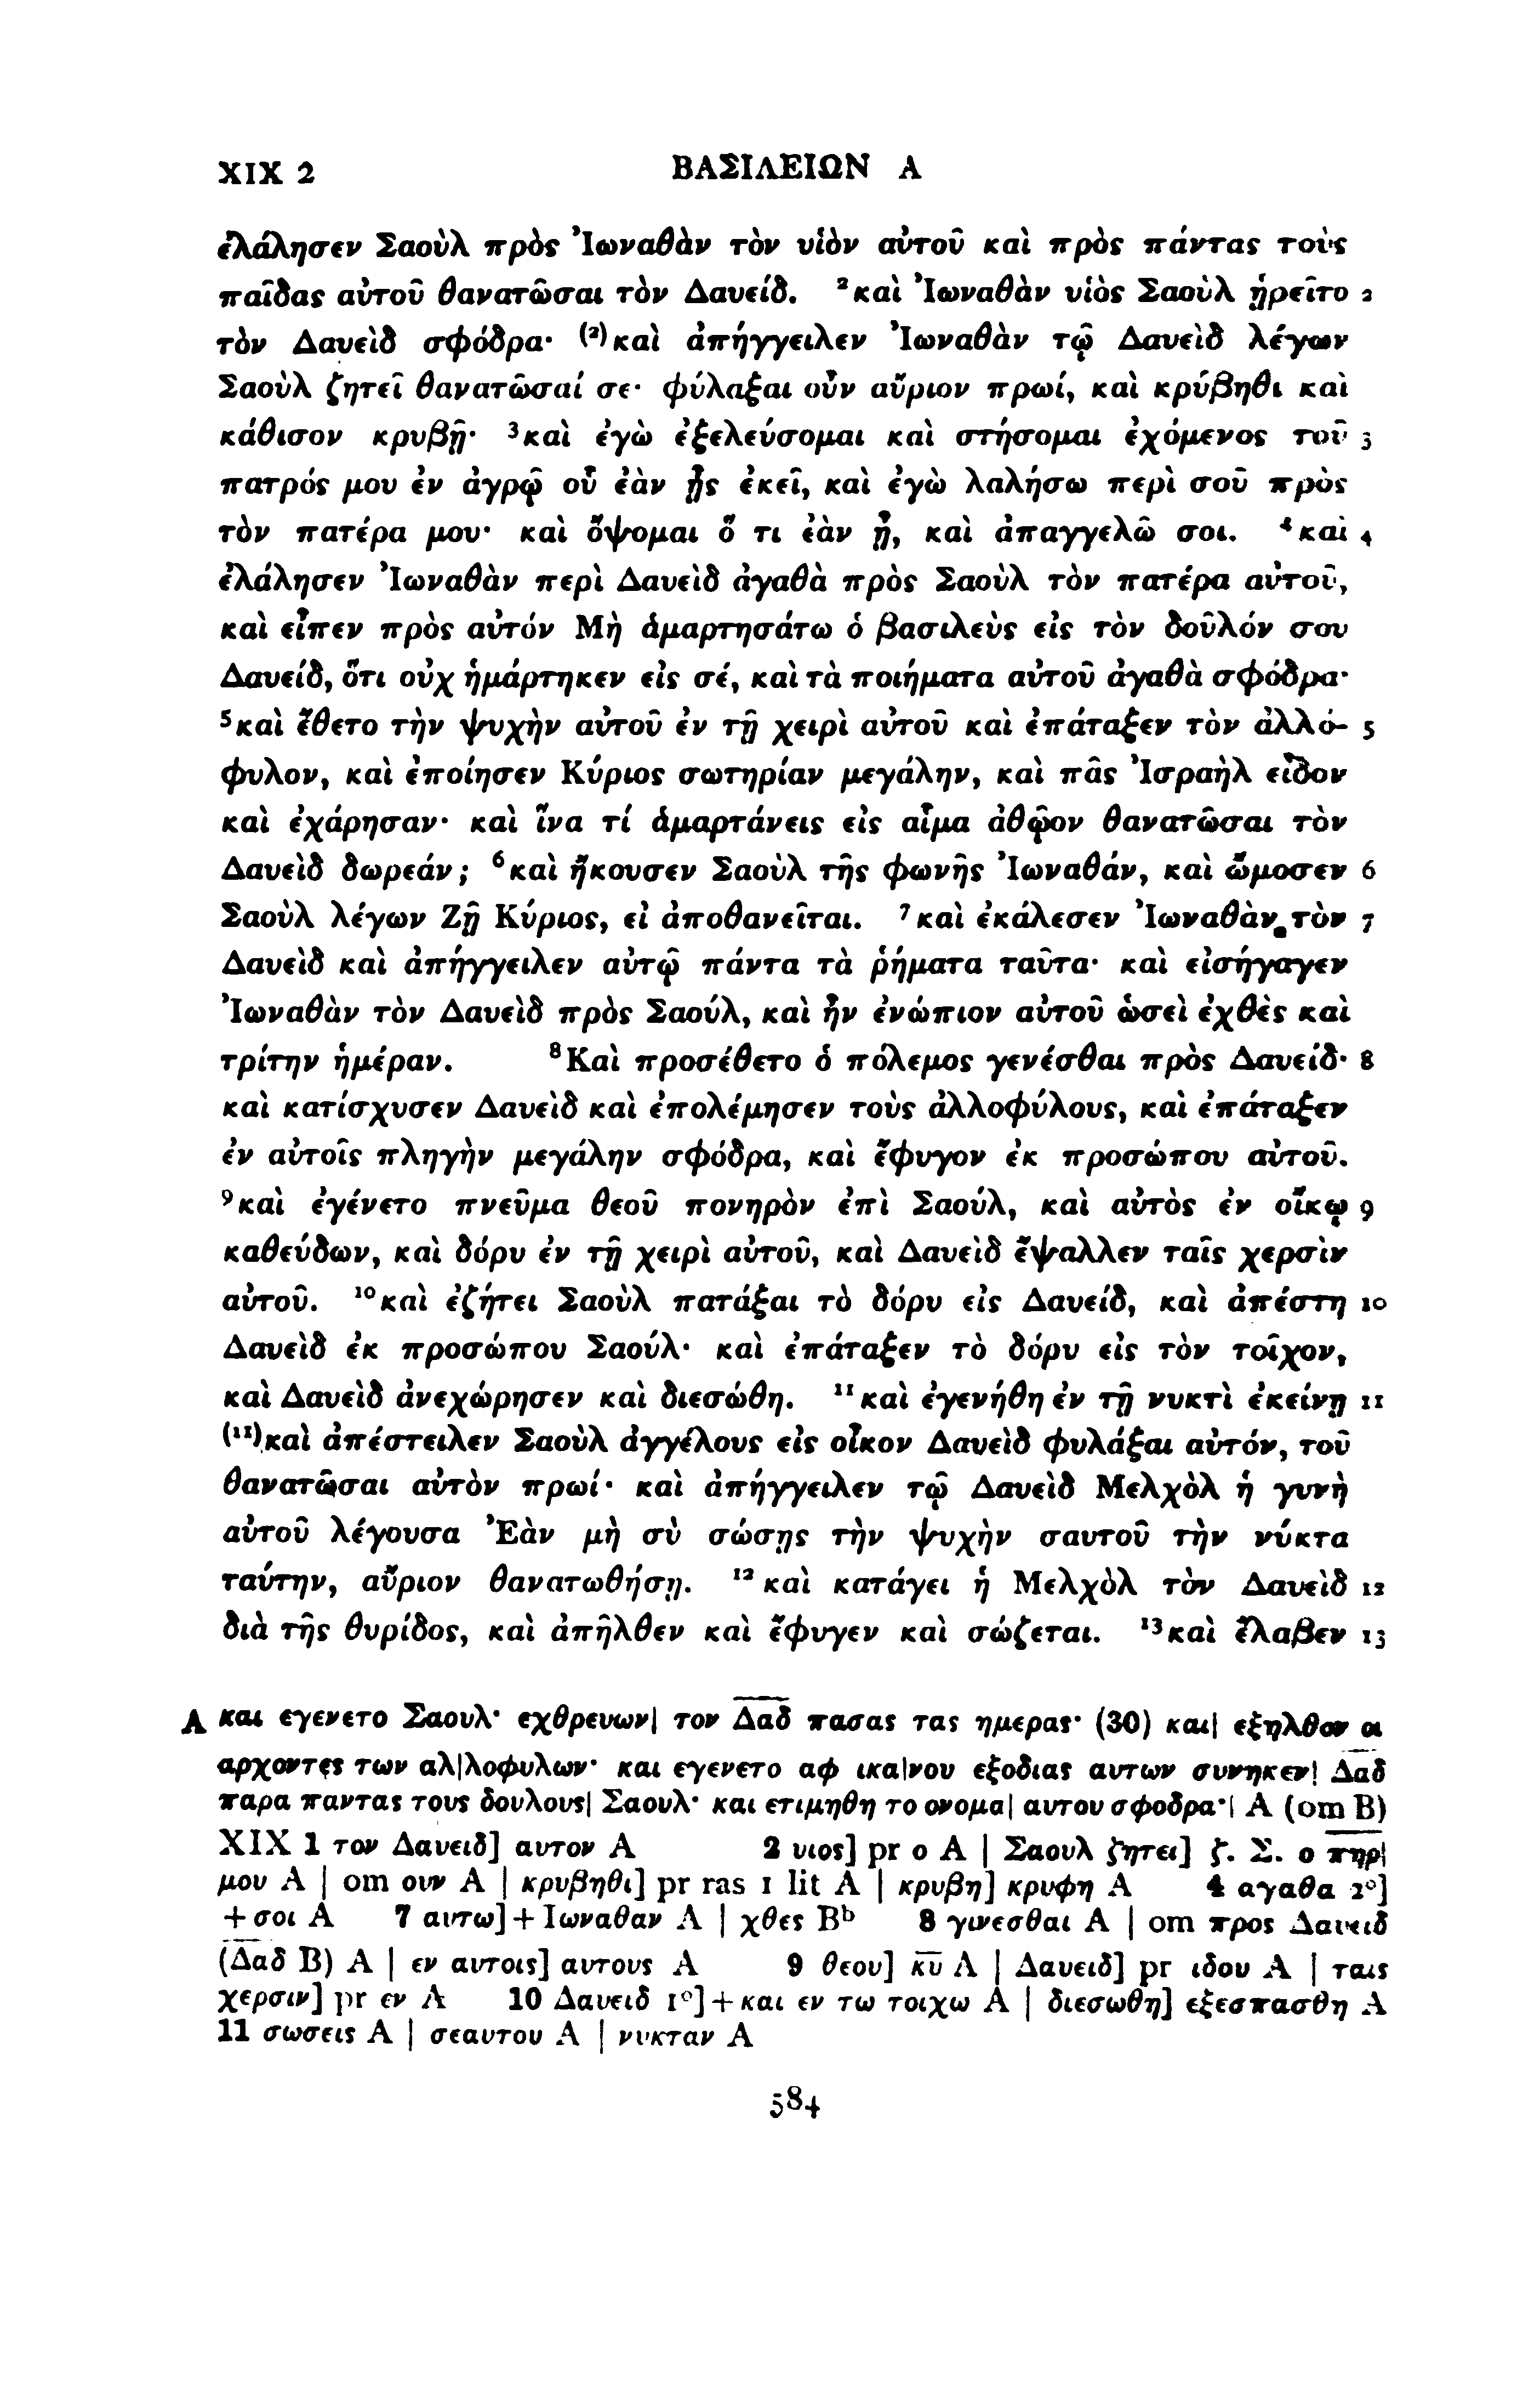 XIX 2 ΒΑΣΙΛΕΙΩΝ Α
ἐλάλησεν Σαοὺλ πρὸς Ἰωναθὰν τὸν υἱὸν αὐτοῦ καὶ πρὸς πάντας τοὺς
παῖδας αὐτοῦ θανατῶσαι τὸν Δαυείδ. ²καὶ Ἰωναθὰν υἱὸς Σαοὺλ ᾑρεῖτο 2
τὸν Δαυεὶδ σφόδρα· (²)καὶ ἀπήγγειλεν Ἰωναθὰν τῷ Δαυεὶδ λέγων
Σαοὺλ ζητεῖ θανατῶσαί σε· φύλαξαι οὖν αὔριον πρωί, καὶ κρύβηθι καὶ
κάθισον κρυβῇ· ³καὶ ἐγὼ ἐξελεύσομαι καὶ στήσομαι ἐχόμενος τοῦ 3
πατρός μου ἐν ἀγρῷ οὗ ἐὰν ᾖς ἐκεῖ, καὶ ἐγὼ λαλήσω περὶ σοῦ πρὸς
τὸν πατέρα μου· καὶ ὄψομαι ὅ τι ἐὰν ᾖ, καὶ ἀπαγγελῶ σοι. ⁴καὶ 4
ἐλάλησεν Ἰωναθὰν περὶ Δαυεὶδ ἀγαθὰ πρὸς Σαοὺλ τὸν πατέρα αὐτοῦ,
καὶ εἶπεν πρὸς αὐτόν Μὴ ἁμαρτησάτω ὁ βασιλεὺς εἰς τὸν δοῦλόν σου
Δαυείδ, ὅτι οὐχ ἡμάρτηκεν εἰς σέ, καὶ τὰ ποιήματα αὐτοῦ ἀγαθὰ σφόδρα·
⁵καὶ ἔθετο τὴν ψυχὴν αὐτοῦ ἐν τῇ χειρὶ αὐτοῦ καὶ ἐπάταξεν τὸν ἀλλό- 5
φυλον, καὶ ἐποίησεν Κύριος σωτηρίαν μεγάλην, καὶ πᾶς Ἰσραὴλ εἶδον
καὶ ἐχάρησαν· καὶ ἵνα τί ἁμαρτάνεις εἰς αἷμα ἀθῷον θανατῶσαι τὸν
Δαυεὶδ δωρεάν; ⁶καὶ ἤκουσεν Σαοὺλ τῆς φωνῆς Ἰωναθάν, καὶ ὤμοσεν 6
Σαοὺλ λέγων Ζῇ Κύριος, εἰ ἀποθανεῖται. ⁷καὶ ἐκάλεσεν Ἰωναθὰν τὸν 7
Δαυεὶδ καὶ ἀπήγγειλεν αὐτῷ πάντα τὰ ῥήματα ταῦτα· καὶ εἰσήγαγεν
Ἰωναθὰν τὸν Δαυεὶδ πρὸς Σαούλ, καὶ ἦν ἐνώπιον αὐτοῦ ὡσεὶ ἐχθὲς καὶ
τρίτην ἡμέραν. ⁸Καὶ προσέθετο ὁ πόλεμος γενέσθαι πρὸς Δαυείδ· 8
καὶ κατίσχυσεν Δαυεὶδ καὶ ἐπολέμησεν τοὺς ἀλλοφύλους, καὶ ἐπάταξεν
ἐν αὐτοῖς πληγὴν μεγάλην σφόδρα, καὶ ἔφυγον ἐκ προσώπου αὐτοῦ.
⁹καὶ ἐγένετο πνεῦμα θεοῦ πονηρὸν ἐπὶ Σαούλ, καὶ αὐτὸς ἐν οἴκῳ 9
καθεύδων, καὶ δόρυ ἐν τῇ χειρὶ αὐτοῦ, καὶ Δαυεὶδ ἔψαλλεν ταῖς χερσὶν
αὐτοῦ. ¹⁰καὶ ἐζήτει Σαοὺλ πατάξαι τὸ δόρυ εἰς Δαυείδ, καὶ ἀπέστη 10
Δαυεὶδ ἐκ προσώπου Σαούλ· καὶ ἐπάταξεν τὸ δόρυ εἰς τὸν τοῖχον,
καὶ Δαυεὶδ ἀνεχώρησεν καὶ διεσώθη. ¹¹καὶ ἐγενήθη ἐν τῇ νυκτὶ ἐκείνῃ 11
(¹¹)καὶ ἀπέστειλεν Σαοὺλ ἀγγέλους εἰς οἶκον Δαυεὶδ φυλάξαι αὐτόν, τοῦ
θανατῶσαι αὐτὸν πρωί· καὶ ἀπήγγειλεν τῷ Δαυεὶδ Μελχὸλ ἡ γυνὴ
αὐτοῦ λέγουσα Ἐὰν μὴ σὺ σώσῃς τὴν ψυχὴν σαυτοῦ τὴν νύκτα
ταύτην, αὔριον θανατωθήσῃ. ¹²καὶ κατάγει ἡ Μελχὸλ τὸν Δαυεὶδ 12
διὰ τῆς θυρίδος, καὶ ἀπῆλθεν καὶ ἔφυγεν καὶ σώζεται. ¹³καὶ ἔλαβεν 13
A και εγενετο Σαουλ· εχθρευων| τον Δ̅α̅δ̅ πασας τας ημερας· (30) και| εξηλθον οι
αρχοντες των αλ|λοφυλων· και εγενετο αφ ικα|νου εξοδιας αυτων συνηκεν| Δ̅α̅δ̅
παρα παντας τους δουλους| Σαουλ· και ετιμηθη το ονομα| αυτου σφοδρα·| A (om B)
XIX 1 τον Δαυειδ] αυτον A 2 υιος] pr ο A | Σαουλ ζητει] ζ. Σ. ο π̅η̅ρ̅|
μου A | om ουν A | κρυβηθι] pr ras 1 lit A | κρυβη] κρυφη A 4 αγαθα 2°]
+ σοι A 7 αυτω] + Ιωναθαν A | χθες Bᵇ 8 γινεσθαι A | om προς Δαυειδ
(Δ̅α̅δ̅ B) A | εν αυτοις] αυτους A 9 θεου] κ̅υ̅ A | Δαυειδ] pr ιδου A | ταις
χερσιν] pr εν A 10 Δαυειδ 1°] + και εν τω τοιχω A | διεσωθη] εξεσπασθη A
11 σωσεις A | σεαυτου A | νυκταν A
584